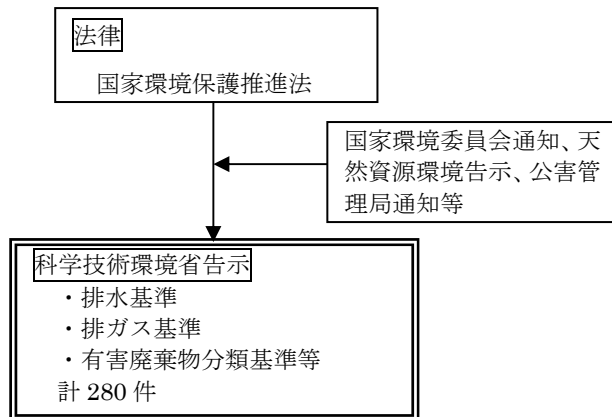 法律
国家環境保護推進法
国家環境委員会通知、天
然資源環境告示、公害管
理局通知等
科学技術環境省告示
・排水基準
・排ガス基準
・有害廃棄物分類基準等
計 280 件